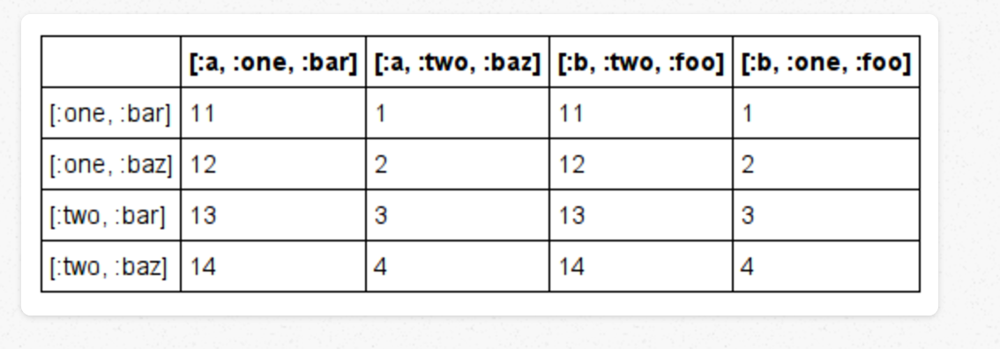 [:a, :one, :bar] [:a, :two, :baz] [:b, :two, :foo] [:b, :one, :foo]
[:one, :bar] 11 1 11 1
[:one, :baz] 12 2 12 2
[:two, :bar] 13 3 13 3
[:two, :baz] 14 4 14 4